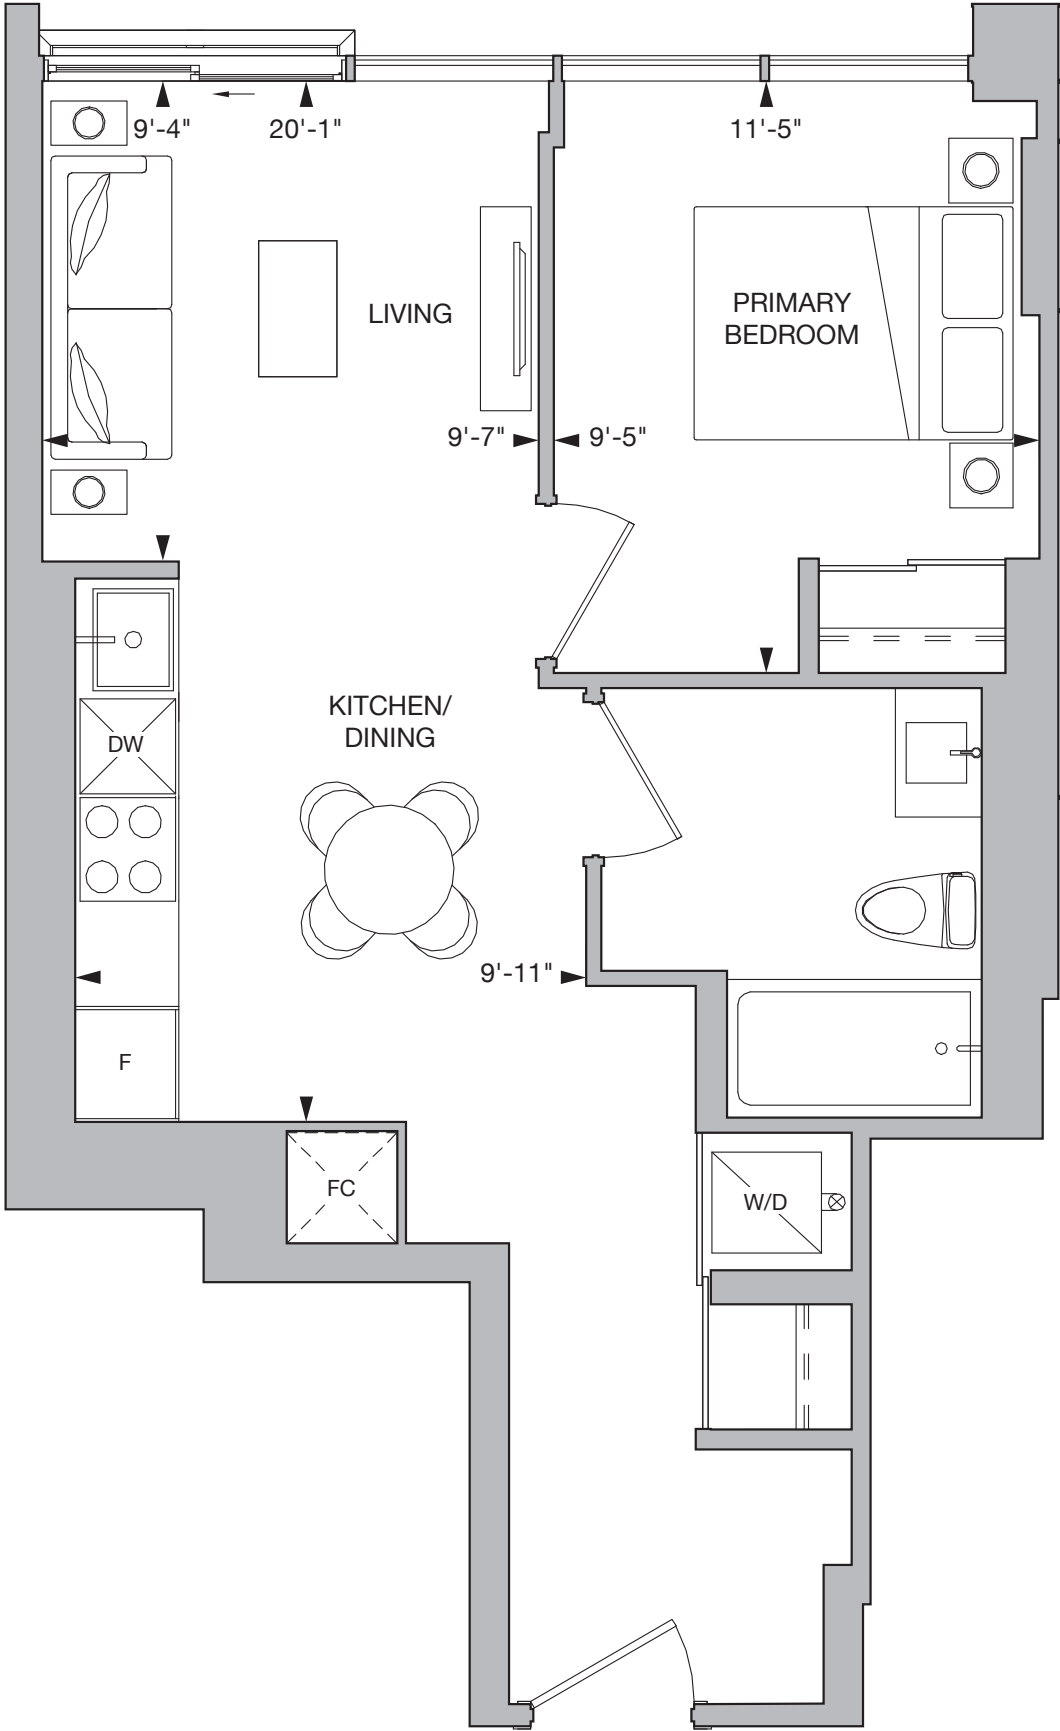 9'-4"
20'-1"
11'-5"
LIVING
PRIMARY
BEDROOM
9'-7"
9'-5"
KITCHEN/
DINING
DW
9'-11"
F
FC
W/D